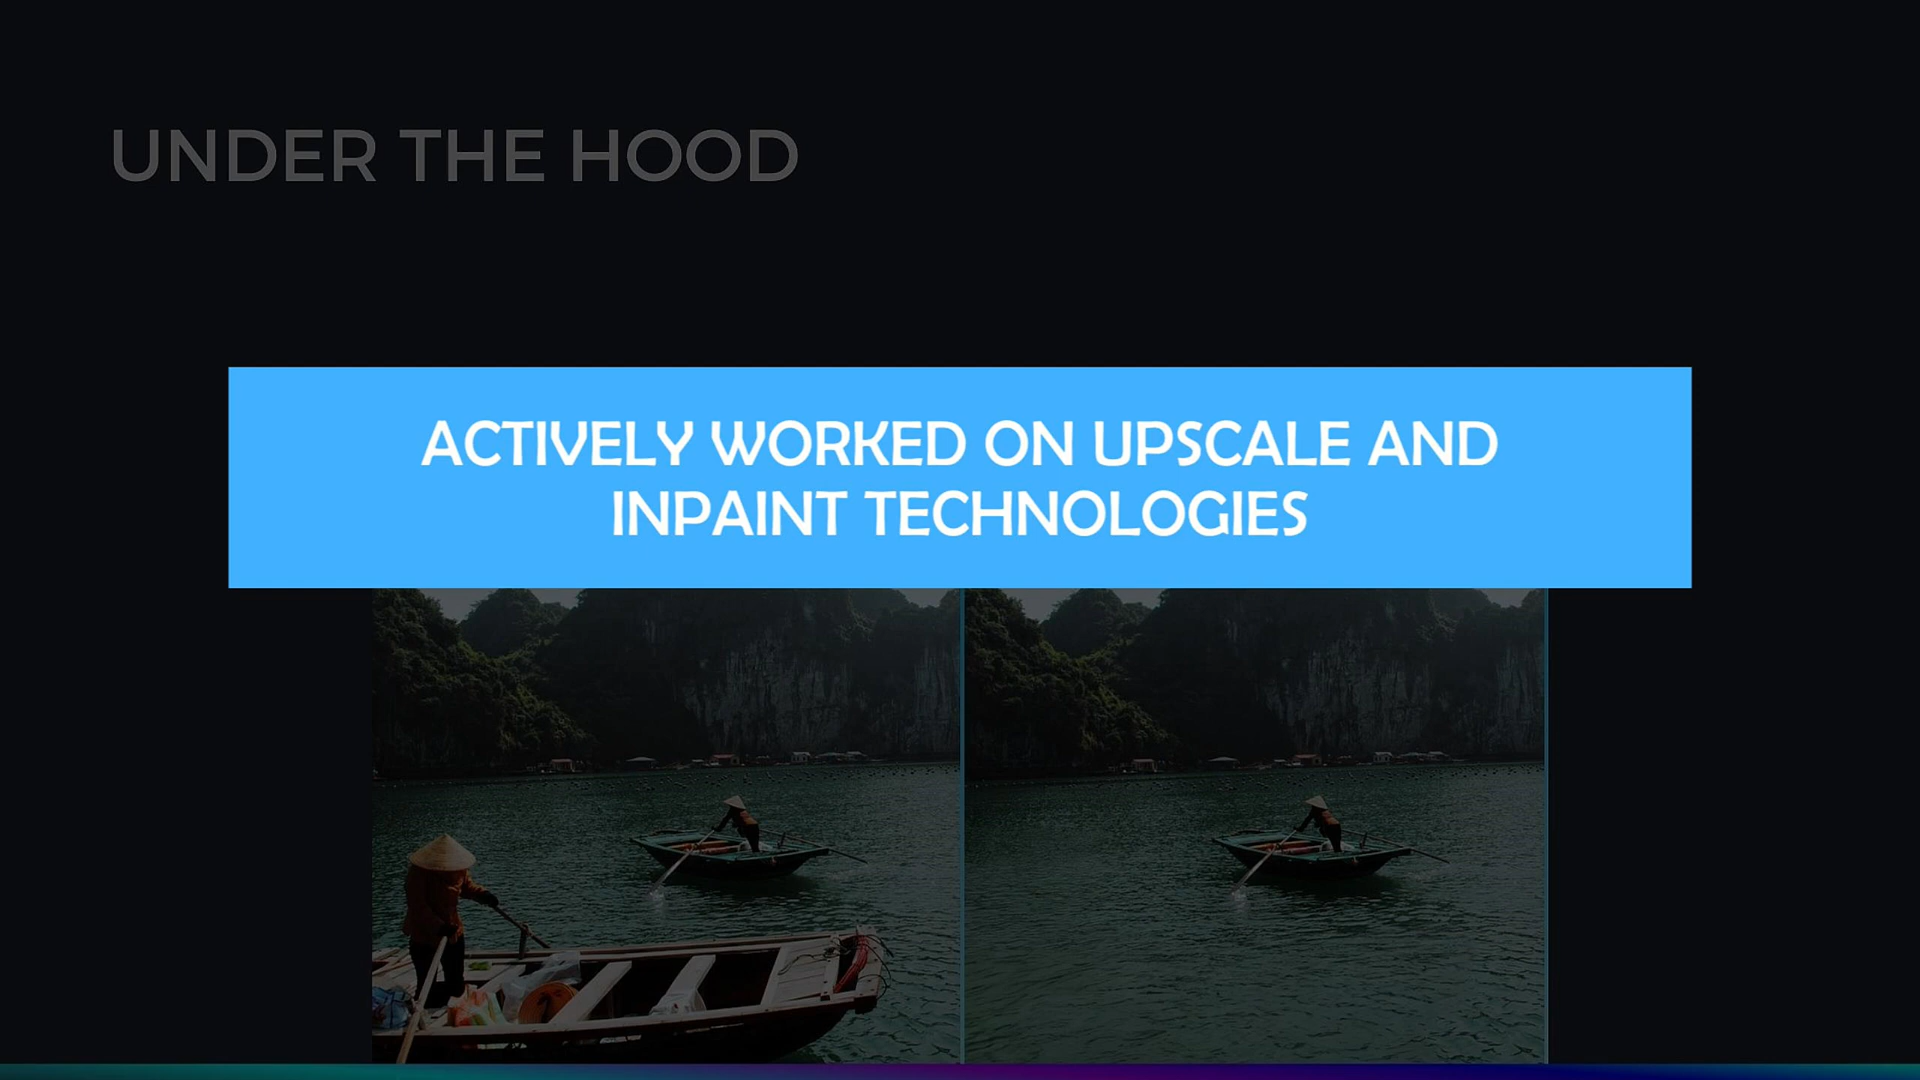 UNDER THE HOOD
ACTIVELY WORKED ON UPSCALE AND
INPAINT TECHNOLOGIES